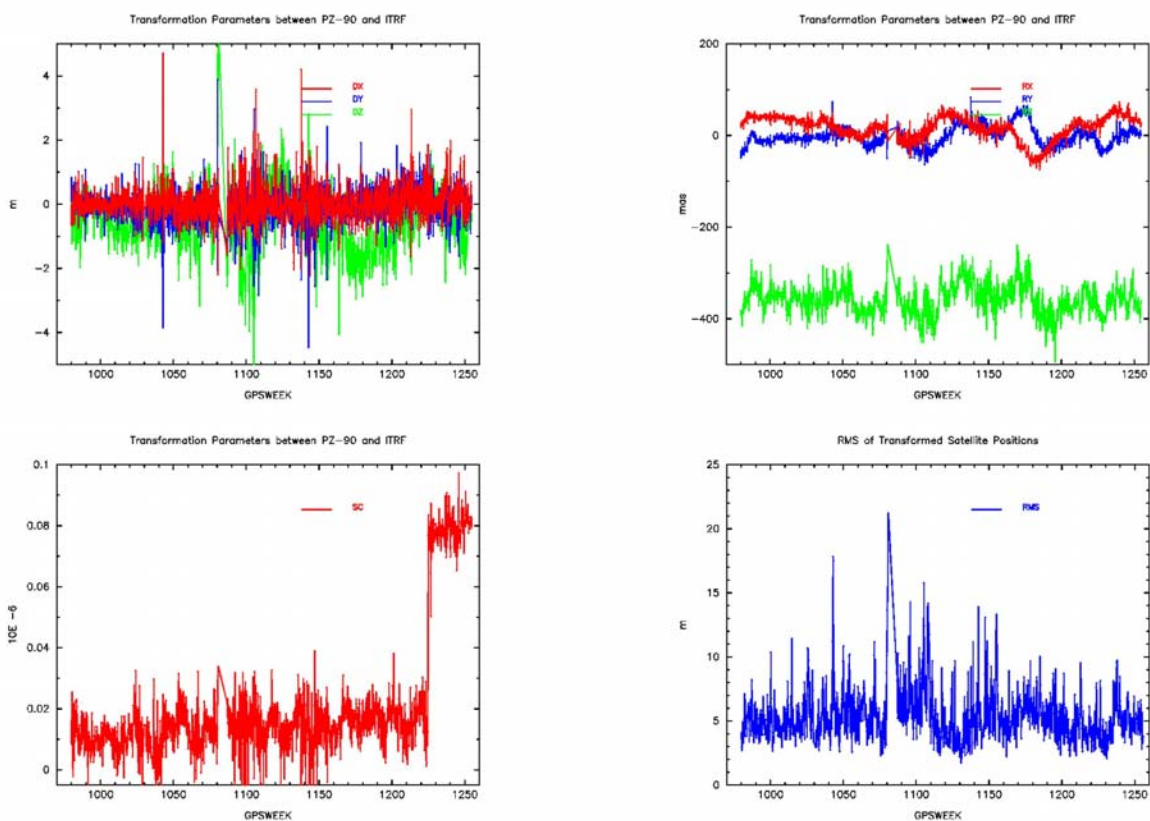 Transformation Parameters between PZ-90 and ITRF
4
2
0
-2
-4
m
DX
DY
DZ
1000 1050 1100 1150 1200 1250
GPSWEEK
Transformation Parameters between PZ-90 and ITRF
200
0
-200
-400
mas
RX
RY
1000 1050 1100 1150 1200 1250
GPSWEEK
Transformation Parameters between PZ-90 and ITRF
0.1
0.08
0.06
0.04
0.02
0
10E -6
SC
1000 1050 1100 1150 1200 1250
GPSWEEK
RMS of Transformed Satellite Positions
25
20
15
10
5
0
m
RMS
1000 1050 1100 1150 1200 1250
GPSWEEK